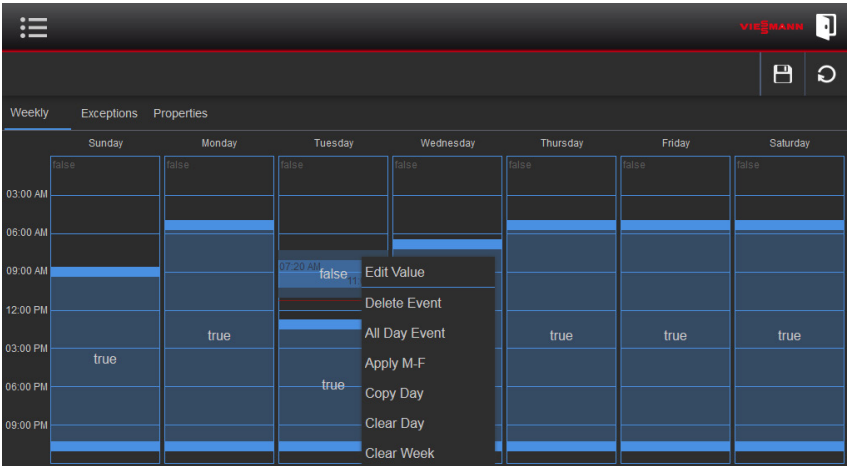 VIESMANN
Weekly Exceptions Properties
Sunday Monday Tuesday Wednesday Thursday Friday Saturday
false false false false false false false
03:00 AM
06:00 AM
07:20 AM
09:00 AM false Edit Value
Delete Event
12:00 PM
true All Day Event true true true
03:00 PM
true Apply M-F
06:00 PM true Copy Day
09:00 PM Clear Day
Clear Week